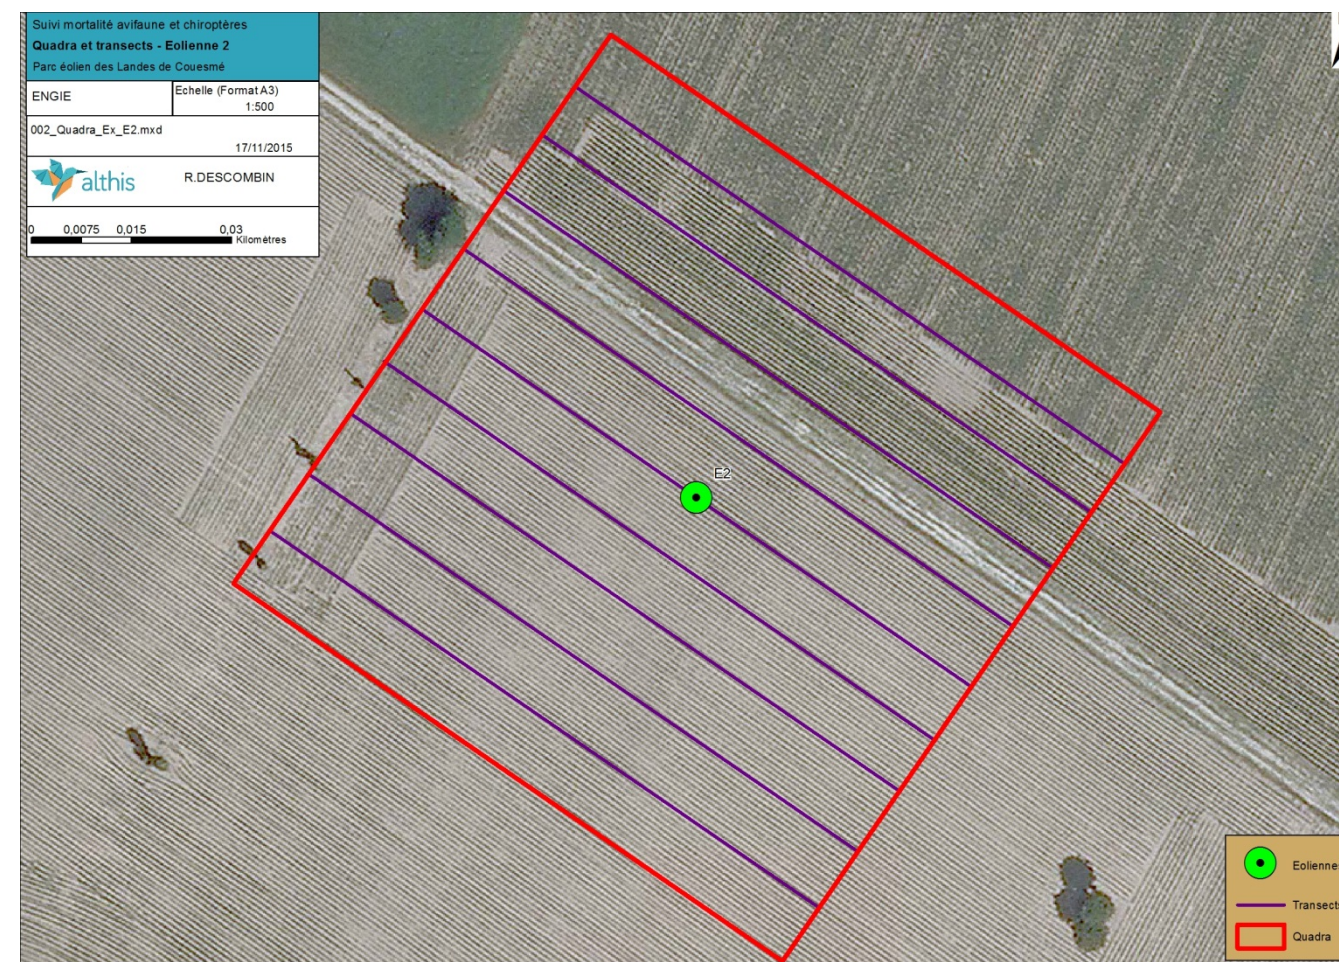 Suivi mortalité avifaune et chiroptères
Quadra et transects - Eolienne 2
Parc éolien des Landes de Couesmé
ENGIE
Echelle (Format A3)
1:500
002_Quadra_Ex_E2.mxd
17/11/2015
althis
R.DESCOMBIN
0 0,0075 0,015 0,03
Kilomètres
E2
Eolienne
Transects
Quadra